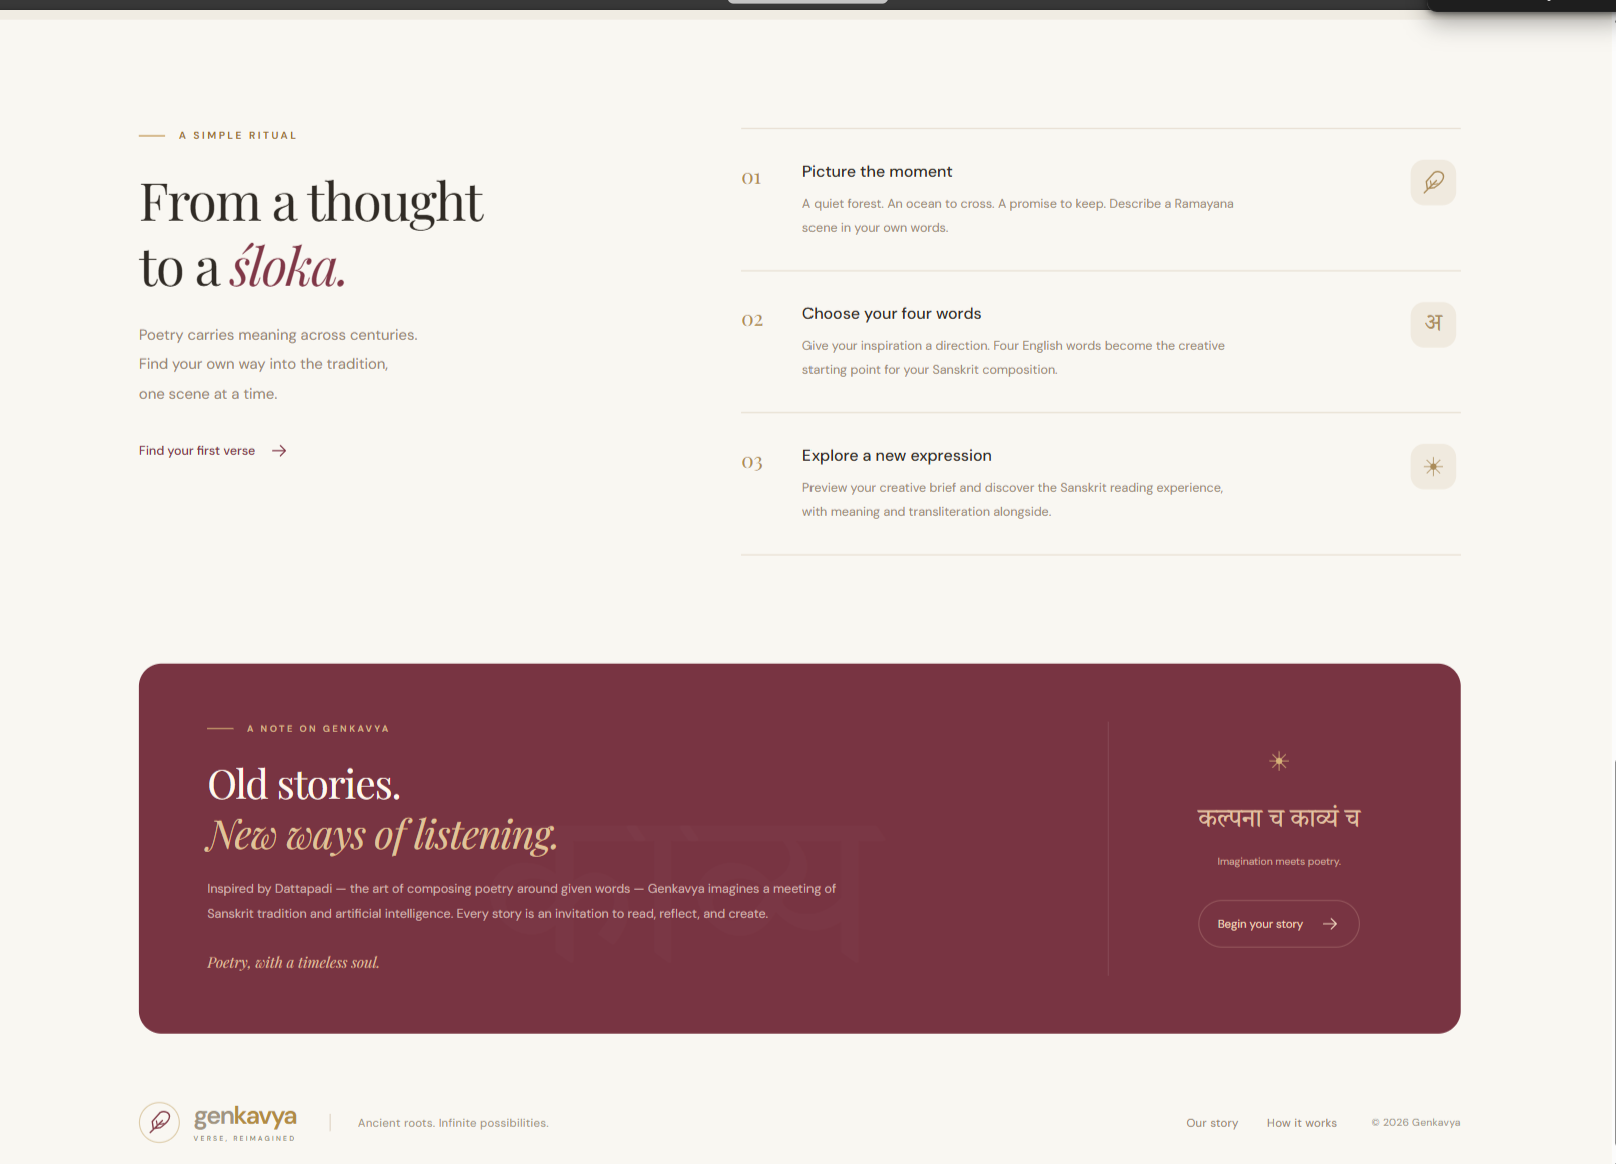 A SIMPLE RITUAL
From a thought
to a śloka.
Poetry carries meaning across centuries.
Find your own way into the tradition,
one scene at a time.
Find your first verse →
01
Picture the moment
A quiet forest. An ocean to cross. A promise to keep. Describe a Ramayana
scene in your own words.
02
Choose your four words
Give your inspiration a direction. Four English words become the creative
starting point for your Sanskrit composition.
अ
03
Explore a new expression
Preview your creative brief and discover the Sanskrit reading experience,
with meaning and transliteration alongside.
A NOTE ON GENKAVYA
Old stories.
New ways of listening.
काव्य
Inspired by Dattapadi — the art of composing poetry around given words — Genkavya imagines a meeting of
Sanskrit tradition and artificial intelligence. Every story is an invitation to read, reflect, and create.
Poetry, with a timeless soul.
कल्पना च काव्यं च
Imagination meets poetry.
Begin your story →
genkavya
VERSE, REIMAGINED
Ancient roots. Infinite possibilities.
Our story
How it works
© 2026 Genkavya